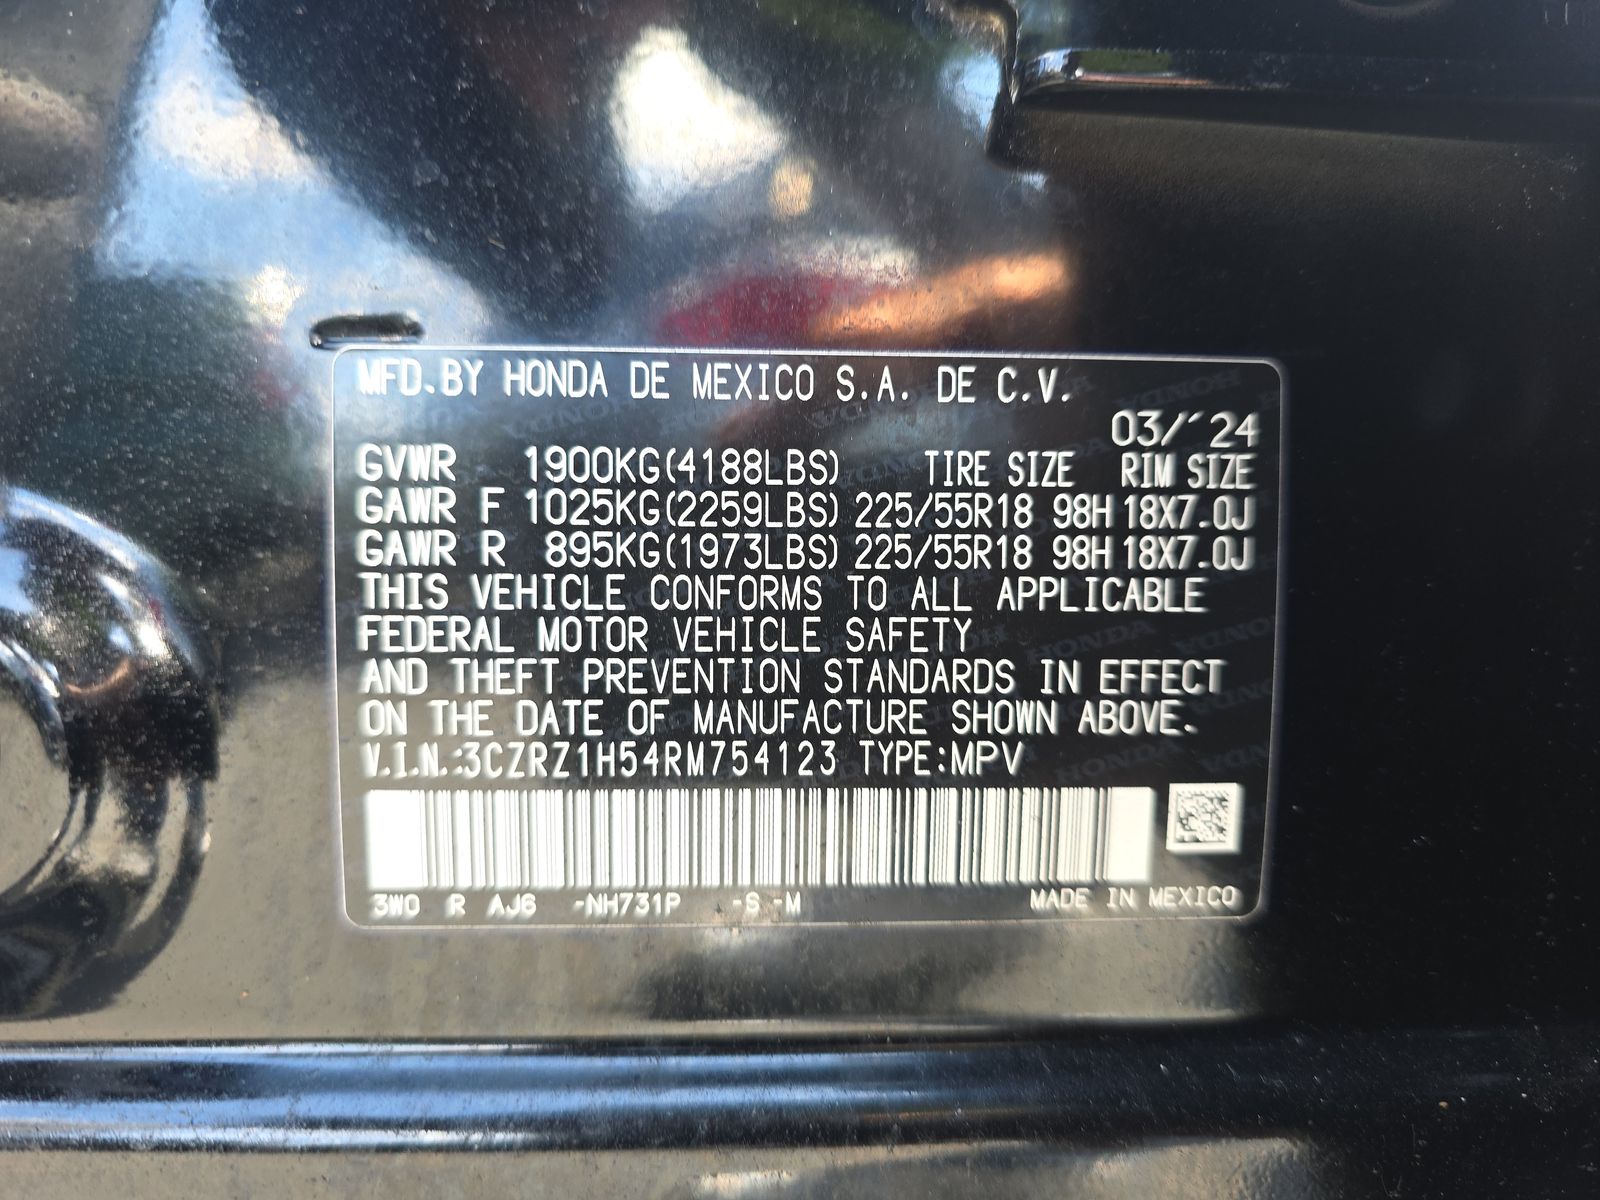 MFD.BY HONDA DE MEXICO S.A. DE C.V.
03/´24
GVWR 1900KG(4188LBS) TIRE SIZE RIM SIZE
GAWR F 1025KG(2259LBS) 225/55R18 98H 18X7.0J
GAWR R 895KG(1973LBS) 225/55R18 98H 18X7.0J
THIS VEHICLE CONFORMS TO ALL APPLICABLE
FEDERAL MOTOR VEHICLE SAFETY
AND THEFT PREVENTION STANDARDS IN EFFECT
ON THE DATE OF MANUFACTURE SHOWN ABOVE.
V.I.N.:3CZRZ1H54RM754123 TYPE:MPV
3W0 R AJ6 -NH731P -S -M MADE IN MEXICO